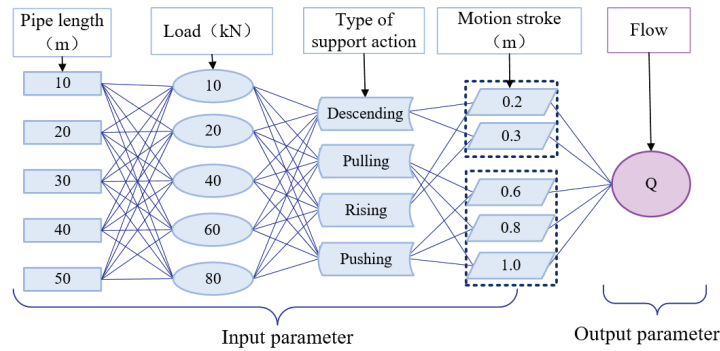 Pipe length
（m）
Load（kN）
Type of
support action
Motion stroke
（m）
Flow
10
20
30
40
50
10
20
40
60
80
Descending
Pulling
Rising
Pushing
0.2
0.3
0.6
0.8
1.0
Q
Input parameter
Output parameter